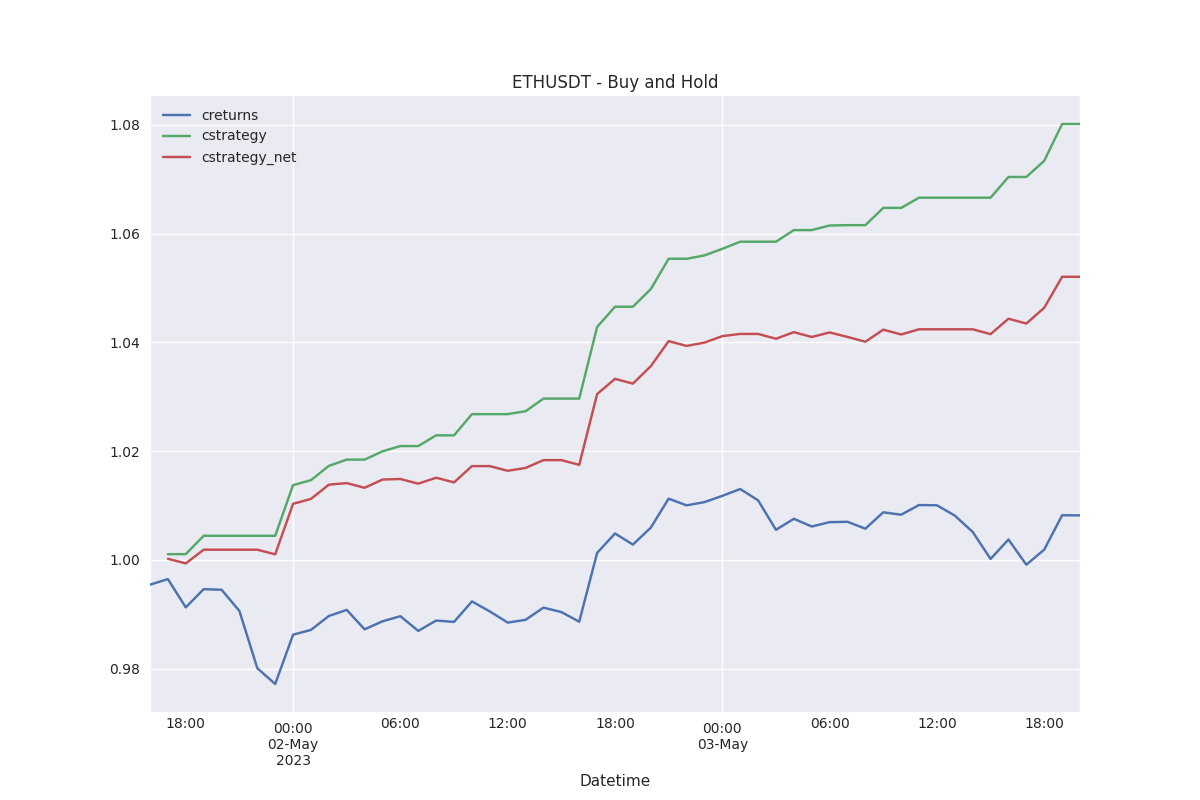 ETHUSDT - Buy and Hold
creturns
cstrategy
cstrategy_net
1.08
1.06
1.04
1.02
1.00
0.98
18:00
00:00
02-May
2023
06:00
12:00
18:00
00:00
03-May
06:00
12:00
18:00
Datetime